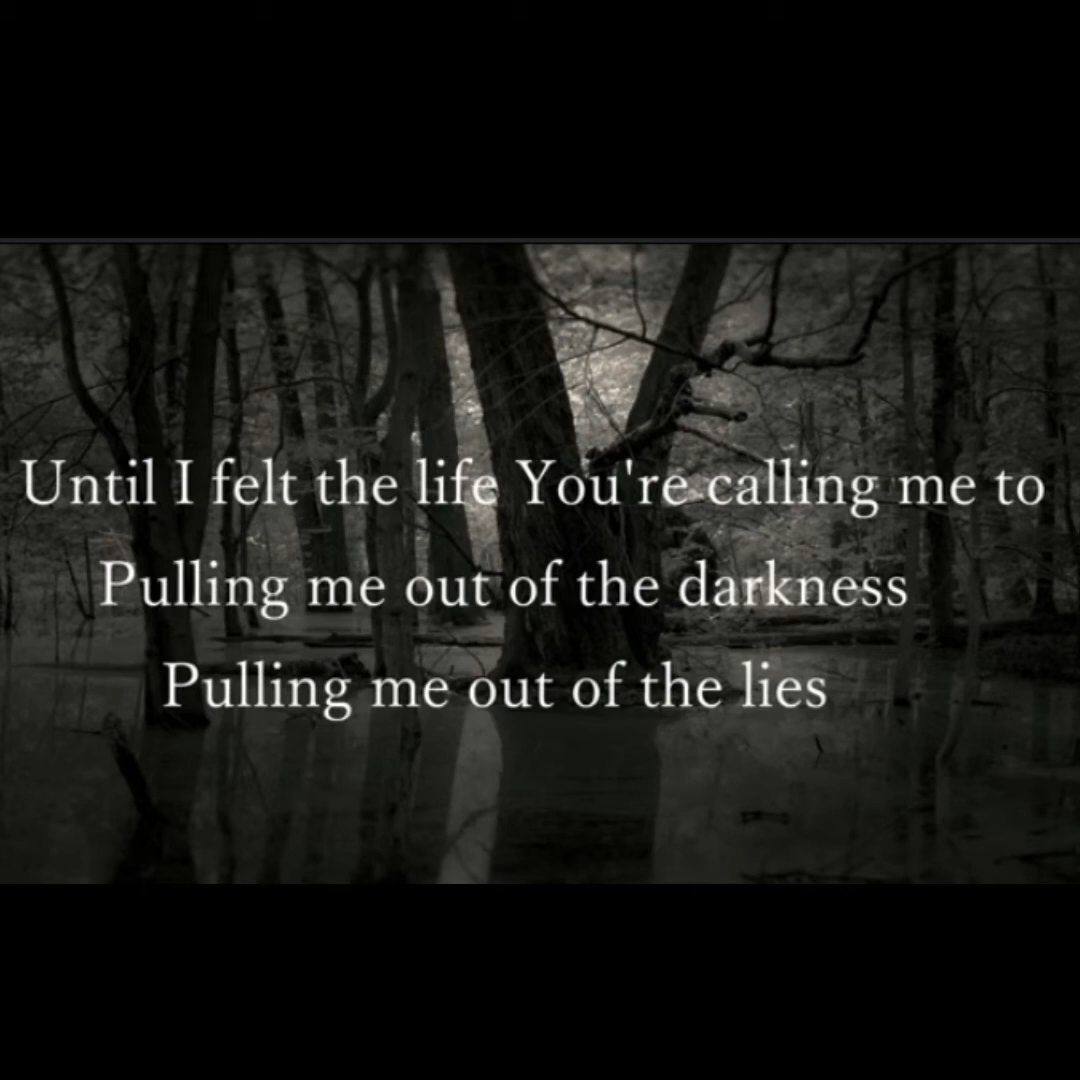 Until I felt the life You're calling me to
Pulling me out of the darkness
Pulling me out of the lies